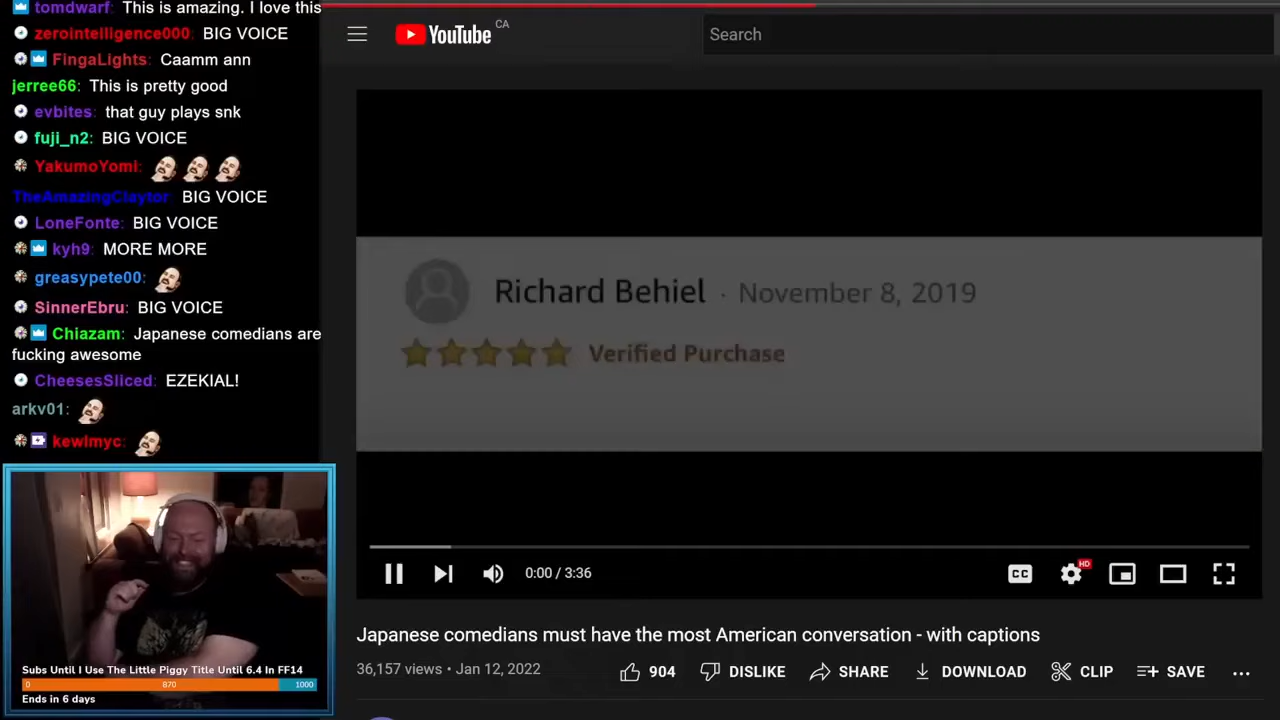 tomdwarf: This is amazing. I love this
zerointelligence000: BIG VOICE
FingaLights: Caamm ann
jerree66: This is pretty good
evbites: that guy plays snk
fuji_n2: BIG VOICE
YakumoYomi:
TheAmazingClaytor: BIG VOICE
LoneFonte: BIG VOICE
kyh9: MORE MORE
greasypete00:
SinnerEbru: BIG VOICE
Chiazam: Japanese comedians are
fucking awesome
CheesesSliced: EZEKIAL!
arkv01:
kewlmyc:
Subs Until I Use The Little Piggy Title Until 6.4 In FF14
0 870 1000
Ends in 6 days
YouTube CA
Search
Richard Behiel · November 8, 2019
Verified Purchase
0:00 / 3:36
CC
HD
Japanese comedians must have the most American conversation - with captions
36,157 views • Jan 12, 2022
904 DISLIKE SHARE DOWNLOAD CLIP SAVE